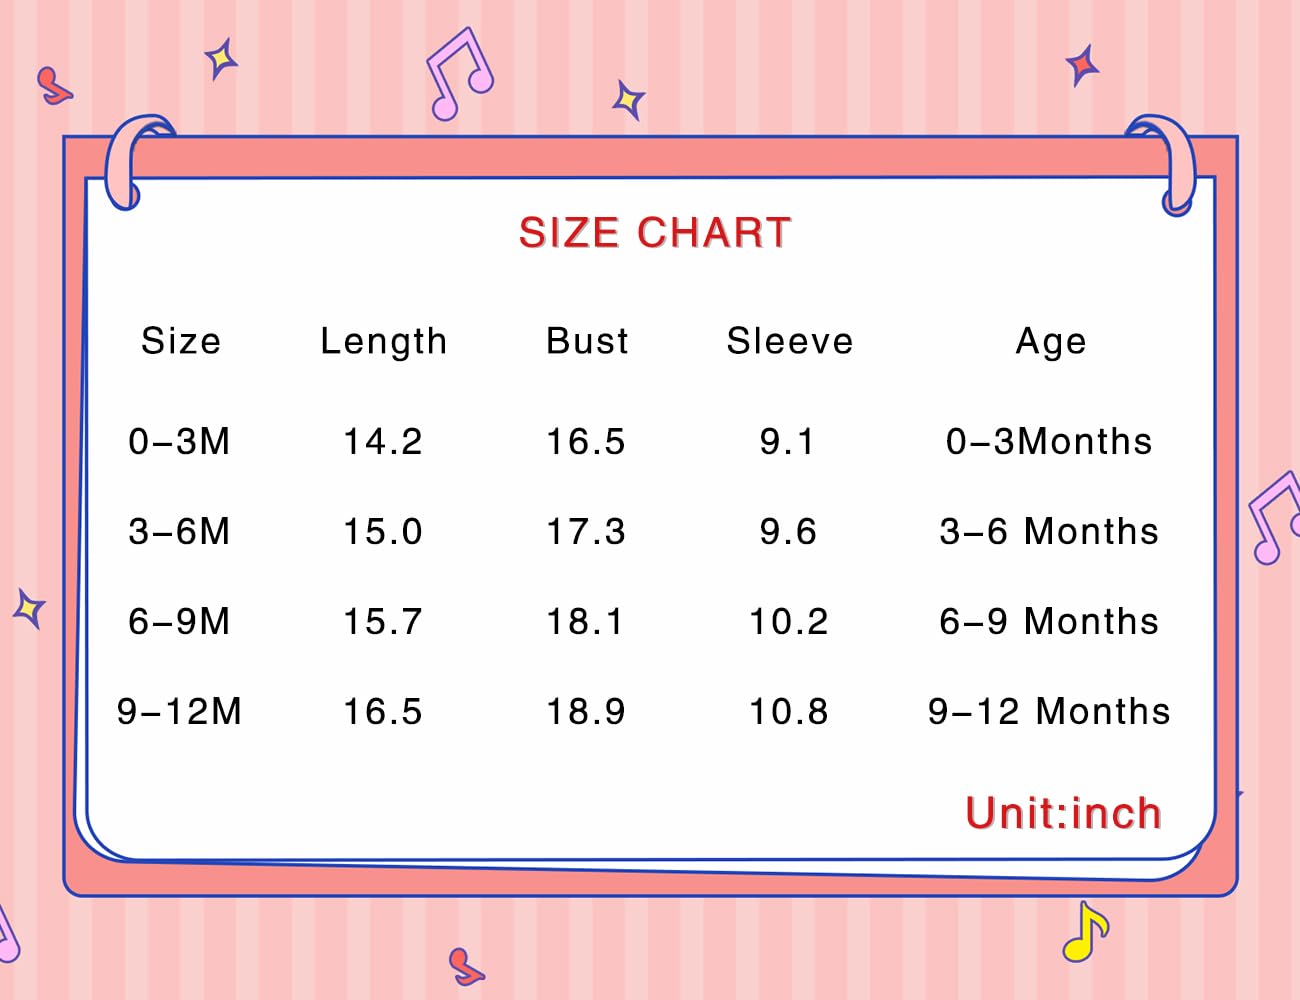 SIZE CHART
Size Length Bust Sleeve Age
0-3M 14.2 16.5 9.1 0-3Months
3-6M 15.0 17.3 9.6 3-6 Months
6-9M 15.7 18.1 10.2 6-9 Months
9-12M 16.5 18.9 10.8 9-12 Months
Unit:inch